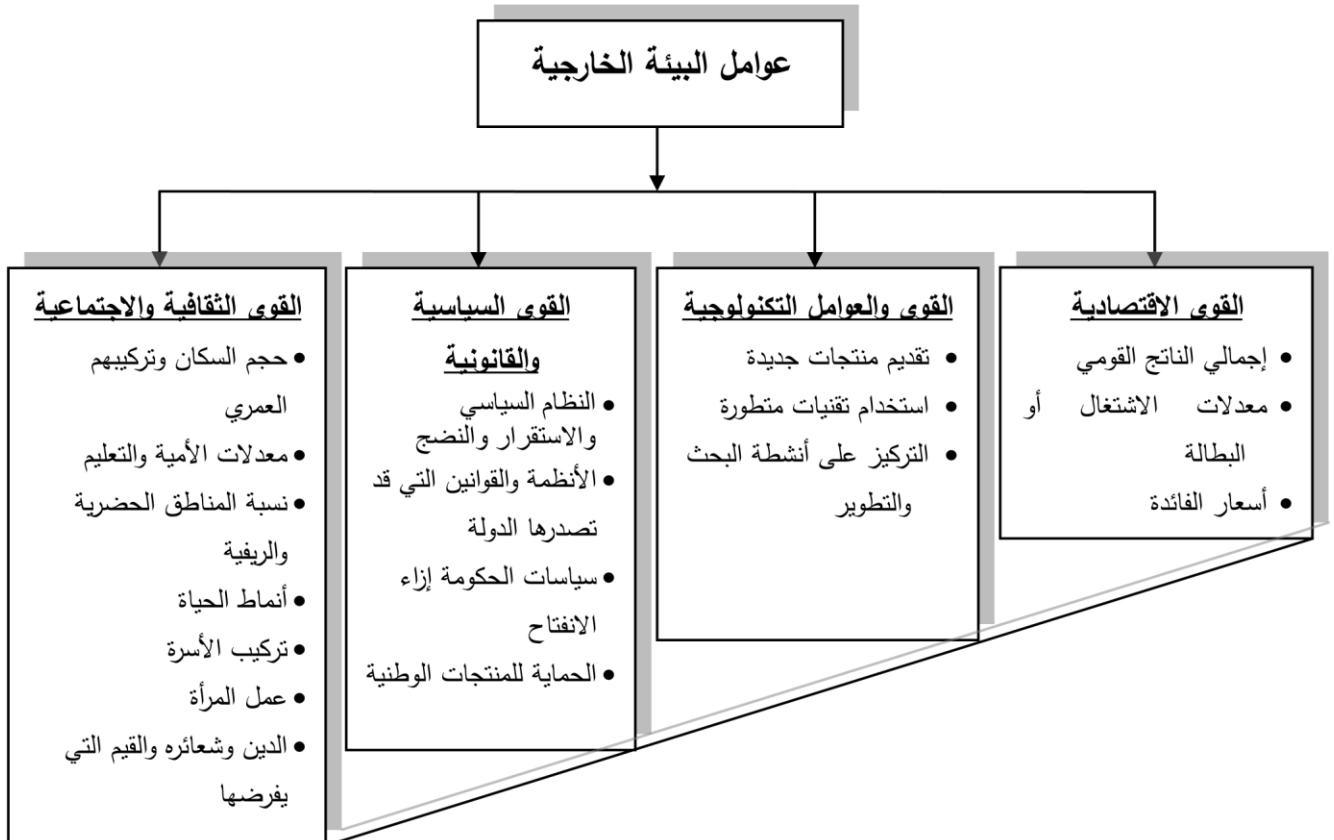 عوامل البيئة الخارجية
القوى الاقتصادية
• إجمالي الناتج القومي
• معدلات الاشتغال أو
البطالة
• أسعار الفائدة
القوى والعوامل التكنولوجية
• تقديم منتجات جديدة
• استخدام تقنيات متطورة
• التركيز على أنشطة البحث
والتطوير
القوى السياسية
والقانونية
• النظام السياسي
والاستقرار والنضج
• الأنظمة والقوانين التي قد
تصدرها الدولة
• سياسات الحكومة إزاء
الانفتاح
• الحماية للمنتجات الوطنية
القوى الثقافية والاجتماعية
• حجم السكان وتركيبهم
العمري
• معدلات الأمية والتعليم
• نسبة المناطق الحضرية
والريفية
• أنماط الحياة
• تركيب الأسرة
• عمل المرأة
• الدين وشعائره والقيم التي
يفرضها